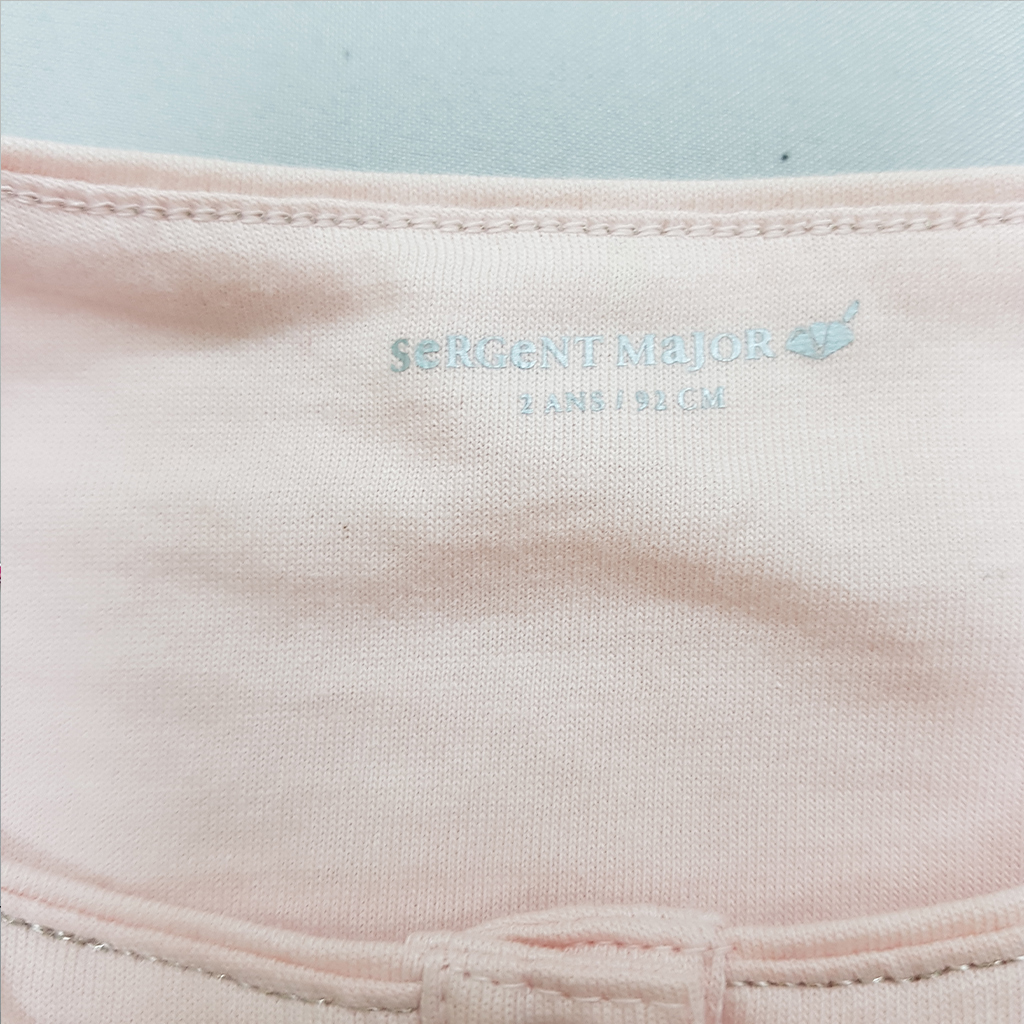 SeRGeNT MaJoR
2 ANS / 92 CM